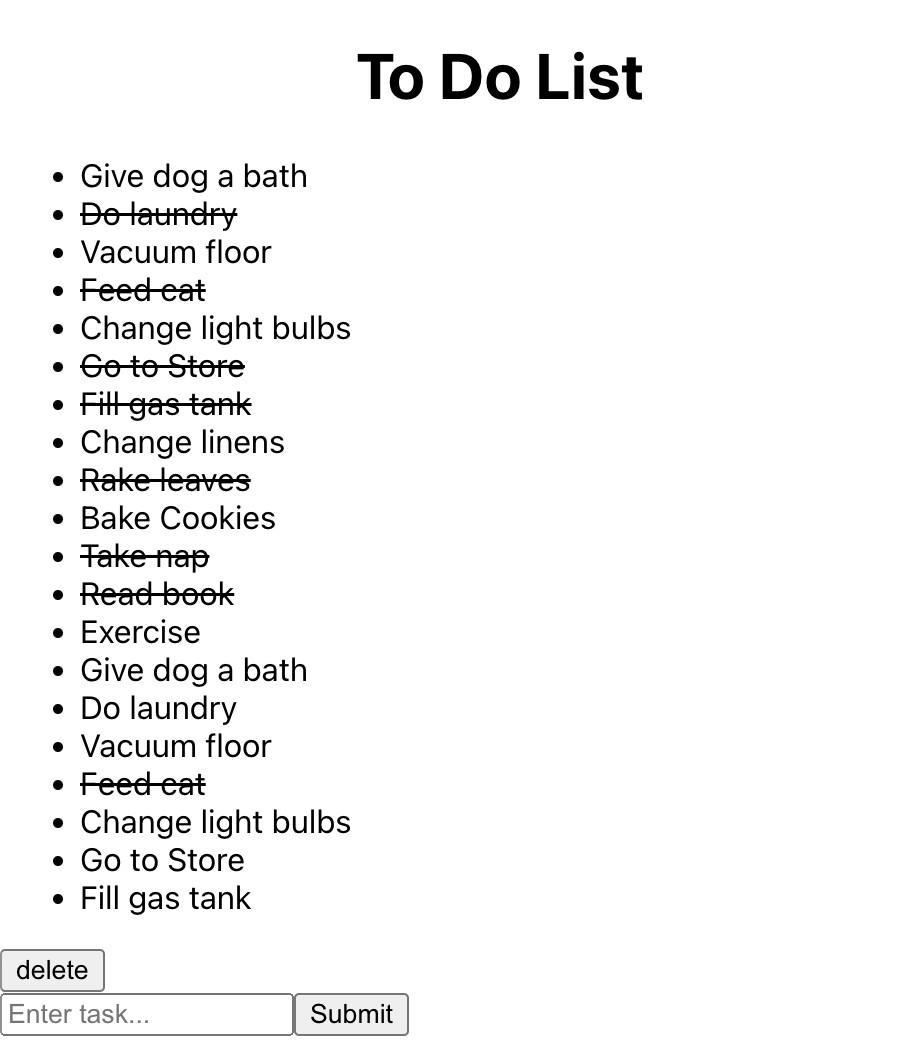 To Do List
Give dog a bath
Do laundry
Vacuum floor
Feed cat
Change light bulbs
Go to Store
Fill gas tank
Change linens
Rake leaves
Bake Cookies
Take nap
Read book
Exercise
Give dog a bath
Do laundry
Vacuum floor
Feed cat
Change light bulbs
Go to Store
Fill gas tank
delete
Enter task... Submit